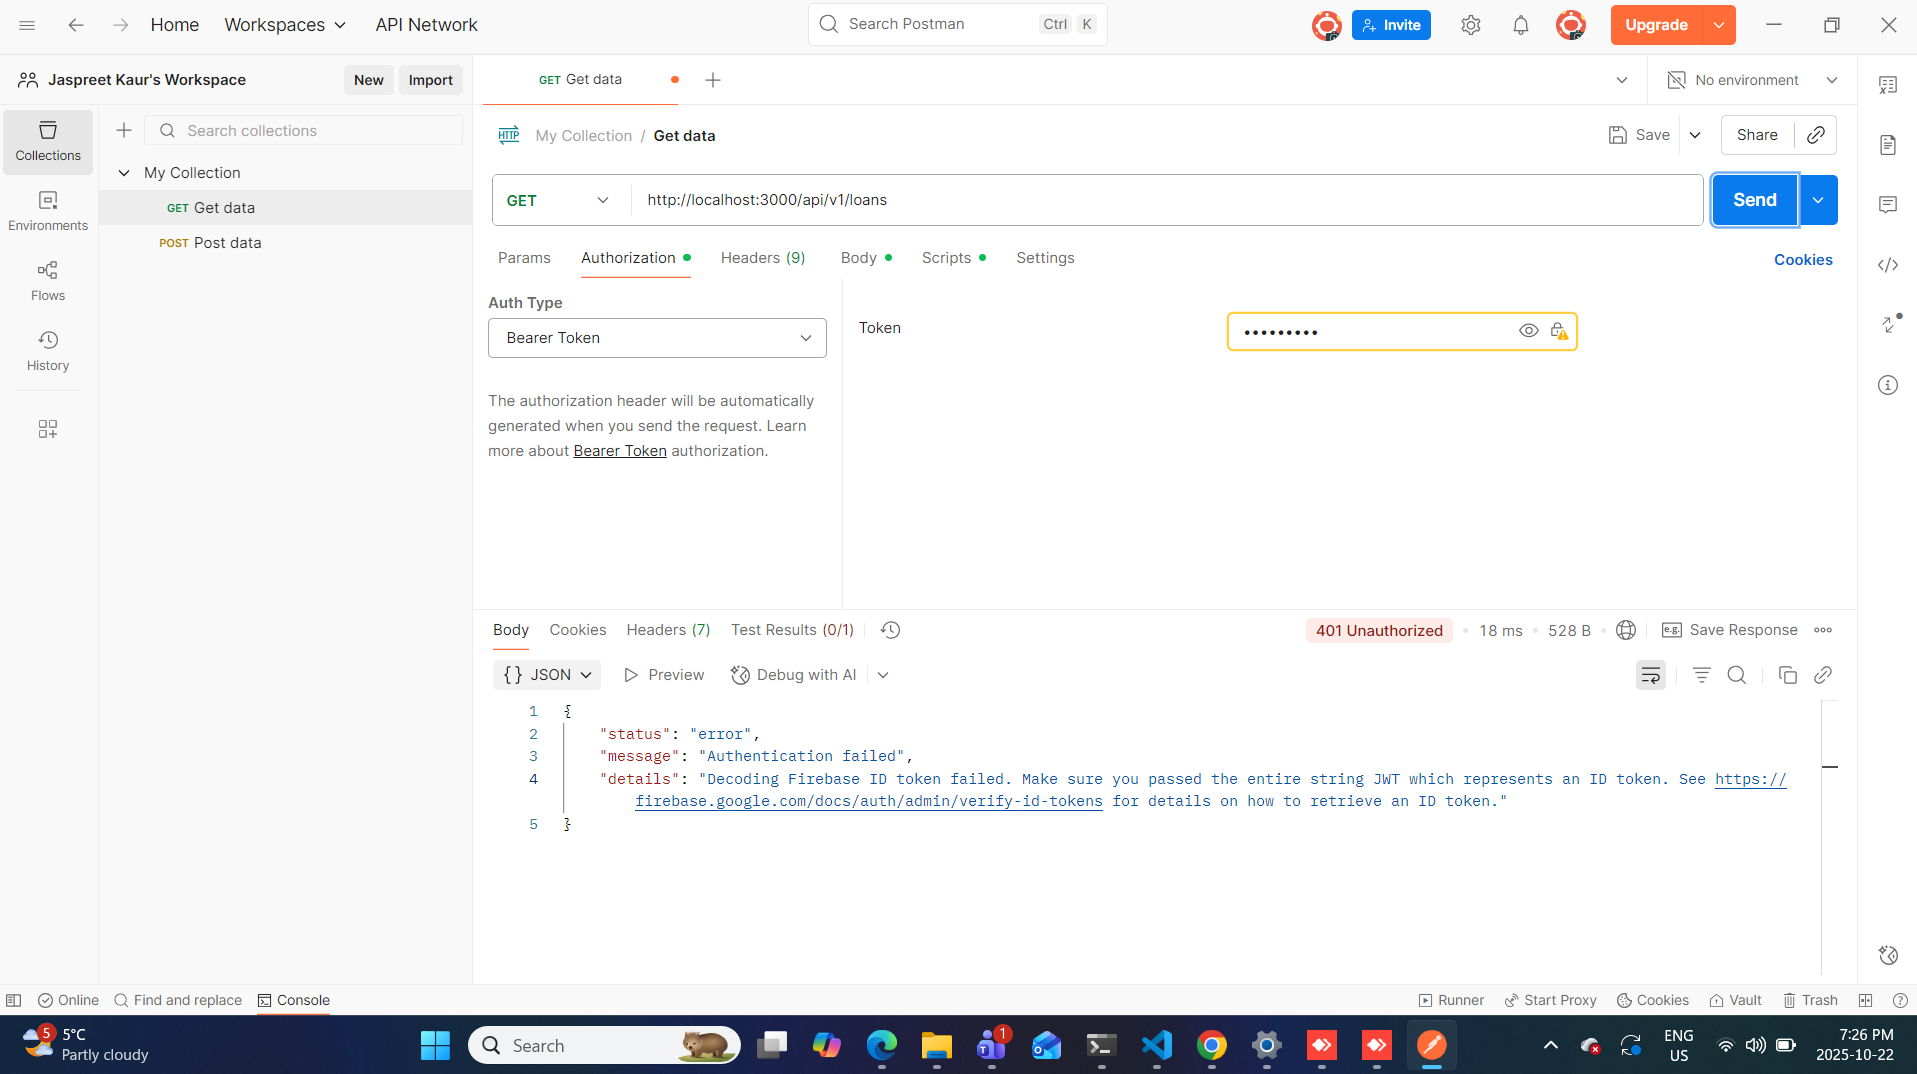 Home Workspaces API Network Search Postman Ctrl K Invite Upgrade
Jaspreet Kaur's Workspace New Import GET Get data No environment
Collections
Environments
Flows
History
Search collections
My Collection
GET Get data
POST Post data
HTTP My Collection / Get data Save Share
GET http://localhost:3000/api/v1/loans Send
Params Authorization Headers (9) Body Scripts Settings Cookies
Auth Type
Bearer Token
The authorization header will be automatically
generated when you send the request. Learn
more about Bearer Token authorization.
Token •••••••••
Body Cookies Headers (7) Test Results (0/1) 401 Unauthorized • 18 ms • 528 B • e.g. Save Response
{} JSON Preview Debug with AI
1 {
2 "status": "error",
3 "message": "Authentication failed",
4 "details": "Decoding Firebase ID token failed. Make sure you passed the entire string JWT which represents an ID token. See https://
firebase.google.com/docs/auth/admin/verify-id-tokens for details on how to retrieve an ID token."
5 }
Online Find and replace Console Runner Start Proxy Cookies Vault Trash
5 5°C
Partly cloudy
Search
1
ENG
US
7:26 PM
2025-10-22